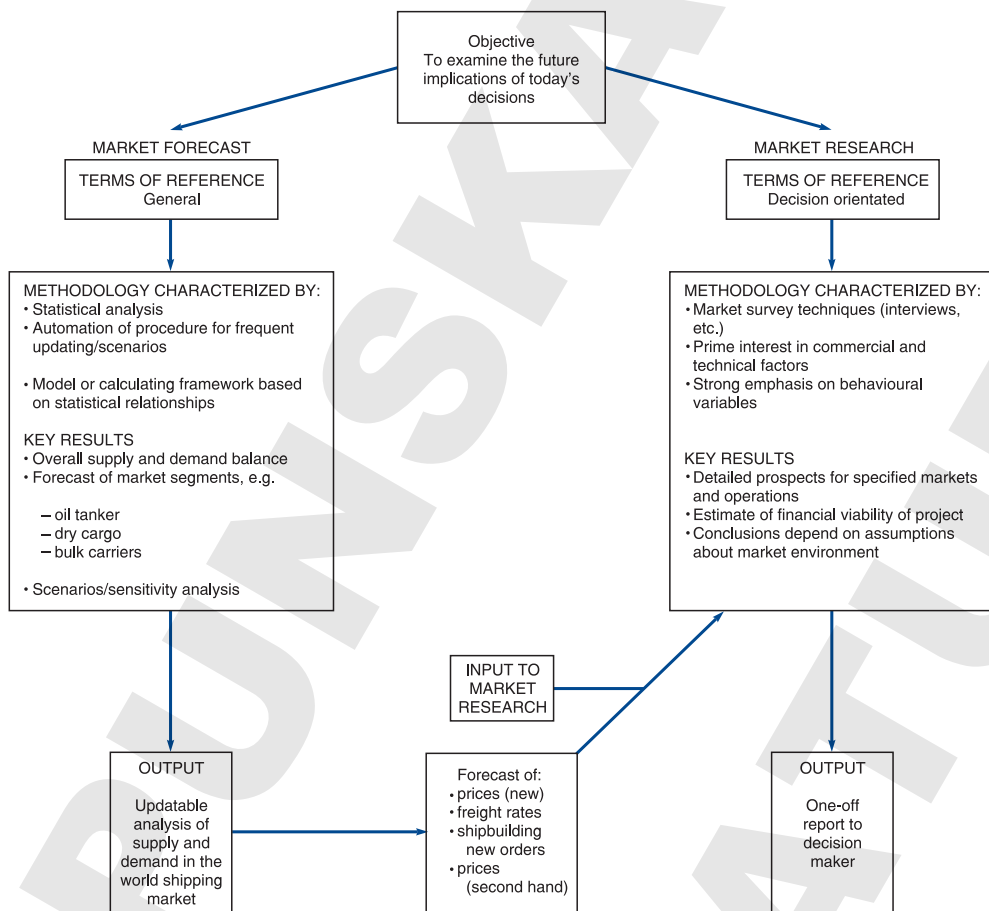 Objective
To examine the future
implications of today's
decisions
MARKET FORECAST
TERMS OF REFERENCE
General
METHODOLOGY CHARACTERIZED BY:
• Statistical analysis
• Automation of procedure for frequent
updating/scenarios
• Model or calculating framework based
on statistical relationships
KEY RESULTS
• Overall supply and demand balance
• Forecast of market segments, e.g.
– oil tanker
– dry cargo
– bulk carriers
• Scenarios/sensitivity analysis
OUTPUT
Updatable
analysis of
supply and
demand in the
world shipping
market
Forecast of:
• prices (new)
• freight rates
• shipbuilding
new orders
• prices
(second hand)
INPUT TO
MARKET
RESEARCH
MARKET RESEARCH
TERMS OF REFERENCE
Decision orientated
METHODOLOGY CHARACTERIZED BY:
• Market survey techniques (interviews,
etc.)
• Prime interest in commercial and
technical factors
• Strong emphasis on behavioural
variables
KEY RESULTS
• Detailed prospects for specified markets
and operations
• Estimate of financial viability of project
• Conclusions depend on assumptions
about market environment
OUTPUT
One-off
report to
decision
maker